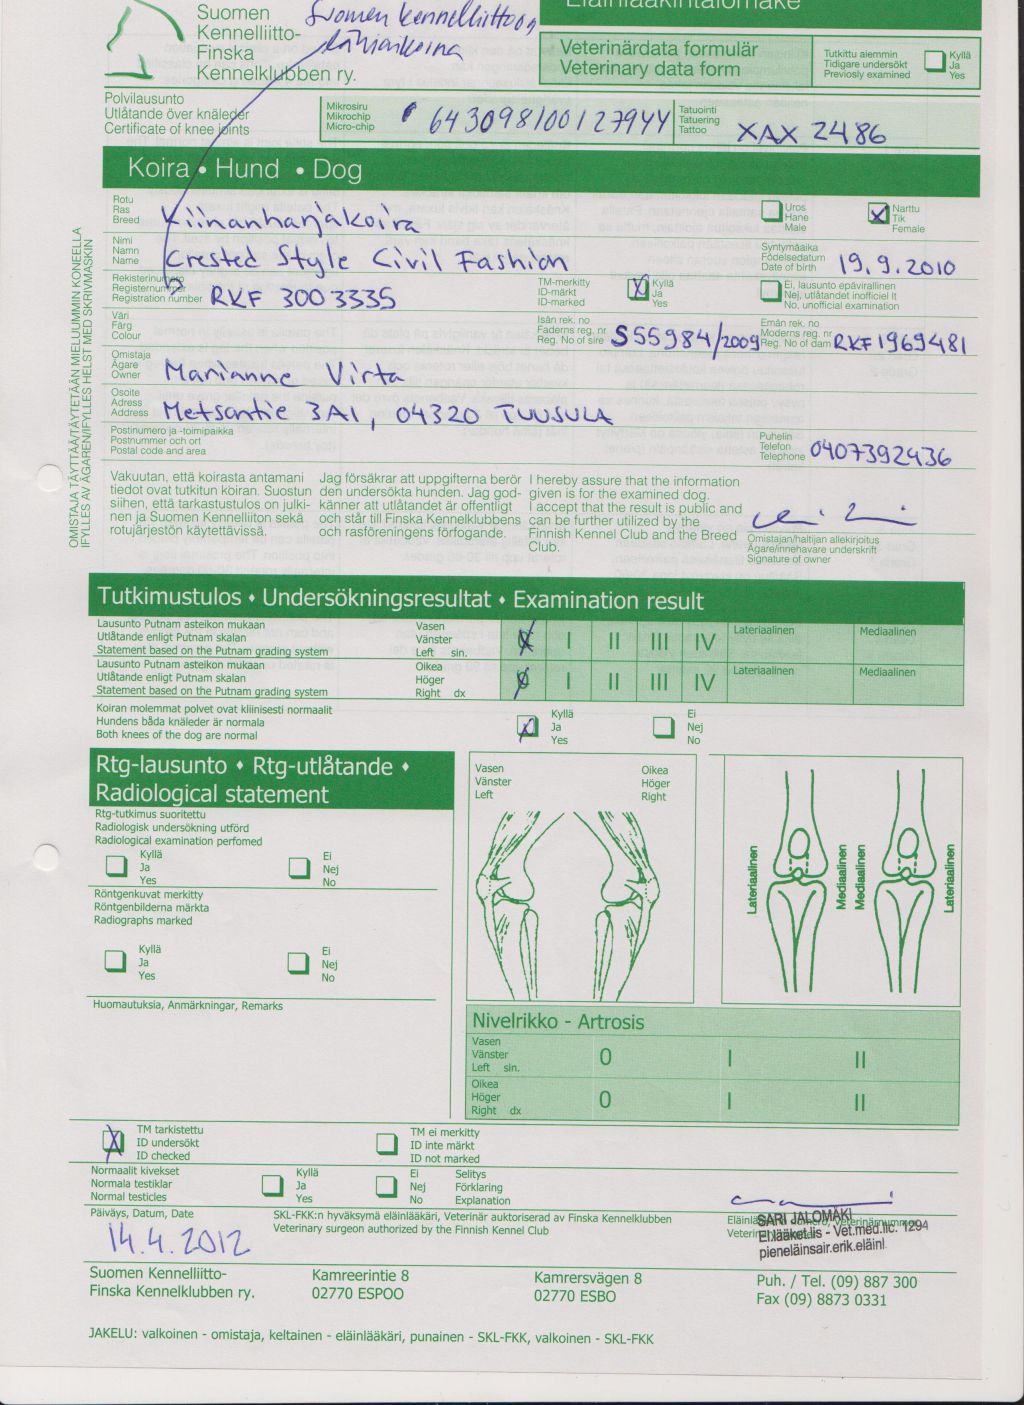 Suomen
Kennelliitto-
Finska
Kennelklubben ry.
Suomen kennelliittoon
Eläinlääkintälomake
Veterinärdata formulär
Veterinary data form
Tutkittu aiemmin
Tidigare undersökt
Previosly examined
Kyllä
Ja
Yes
Polvilausunto
Utlåtande över knäleder
Certificate of knee joints
Mikrosiru
Mikrochip
Micro-chip
643098100127944
Tatuointi
Tatuering
Tattoo
XAX 2486
Koira • Hund • Dog
Rotu
Ras
Breed
Kiinanharjakoira
Uros
Hane
Male
Narttu
Tik
Female
Nimi
Namn
Name
Crested Style Civil Fashion
Syntymäaika
Födelsedatum
Date of birth
19.9.2010
Rekisterinumero
Registernummer
Registration number
RKF 3003335
TM-merkitty
ID-märkt
ID-marked
Kyllä
Ja
Yes
Ei, lausunto epävirallinen
Nej, utlåtandet inofficiel lt
No, unofficial examination
Väri
Färg
Colour
Isän rek. no
Faderns reg. nr
Reg. No of sire
S55984/2009
Emän rek. no
Moderns reg. nr
Reg. No of dam
RKF1969481
Omistaja
Ägare
Owner
Marianne Virta
Osoite
Adress
Address
Metsontie 3A1, 04320 TUUSULA
Postinumero ja -toimipaikka
Postnummer och ort
Postal code and area
Puhelin
Telefon
Telephone
0407392436
OMISTAJA TÄYTTÄÄ/TÄYTETÄÄN MIELUUMMIN KONEELLA
IFYLLES AV ÄGAREN/IFYLLES HELST MED SKRIVMASKIN
Vakuutan, että koirasta antamani
tiedot ovat tutkitun koiran. Suostun
siihen, että tarkastustulos on julki-
nen ja Suomen Kennelliiton sekä
rotujärjestön käytettävissä.
Jag försäkrar att uppgifterna berör
den undersökta hunden. Jag god-
känner att utlåtandet är offentligt
och står till Finska Kennelklubbens
och rasföreningens förfogande.
I hereby assure that the information
given is for the examined dog.
I accept that the result is public and
can be further utilized by the
Finnish Kennel Club and the Breed
Club.
Omistajan/haltijan allekirjoitus
Ägare/innehavare underskrift
Signature of owner
Tutkimustulos • Undersökningsresultat • Examination result
Lausunto Putnam asteikon mukaan
Utlåtande enligt Putnam skalan
Statement based on the Putnam grading system
Vasen
Vänster
Left sin.
0 I II III IV
Lateriaalinen
Mediaalinen
Lausunto Putnam asteikon mukaan
Utlåtande enligt Putnam skalan
Statement based on the Putnam grading system
Oikea
Höger
Right dx
0 I II III IV
Lateriaalinen
Mediaalinen
Koiran molemmat polvet ovat kliinisesti normaalit
Hundens båda knäleder är normala
Both knees of the dog are normal
Kyllä
Ja
Yes
Ei
Nej
No
Rtg-lausunto • Rtg-utlåtande •
Radiological statement
Rtg-tutkimus suoritettu
Radiologisk undersökning utförd
Radiological examination perfomed
Kyllä
Ja
Yes
Ei
Nej
No
Röntgenkuvat merkitty
Röntgenbilderna märkta
Radiographs marked
Kyllä
Ja
Yes
Ei
Nej
No
Huomautuksia, Anmärkningar, Remarks
Vasen
Vänster
Left
Oikea
Höger
Right
Lateriaalinen
Mediaalinen
Mediaalinen
Lateriaalinen
Nivelrikko - Artrosis
Vasen
Vänster
Left sin.
0 I II
Oikea
Höger
Right dx
0 I II
TM tarkistettu
ID undersökt
ID checked
TM ei merkitty
ID inte märkt
ID not marked
Normaalit kivekset
Normala testiklar
Normal testicles
Kyllä
Ja
Yes
Ei
Nej
No
Selitys
Förklaring
Explanation
Päiväys, Datum, Date
14.4.2012
SKL-FKK:n hyväksymä eläinlääkäri, Veterinär auktoriserad av Finska Kennelklubben
Veterinary surgeon authorized by the Finnish Kennel Club
SARI JALOMÄKI
El.lääket.lis - Vet.med.lic. 1294
pieneläinsair.erik.eläinl
Suomen Kennelliitto-
Finska Kennelklubben ry.
Kamreerintie 8
02770 ESPOO
Kamrersvägen 8
02770 ESBO
Puh. / Tel. (09) 887 300
Fax (09) 8873 0331
JAKELU: valkoinen - omistaja, keltainen - eläinlääkäri, punainen - SKL-FKK, valkoinen - SKL-FKK